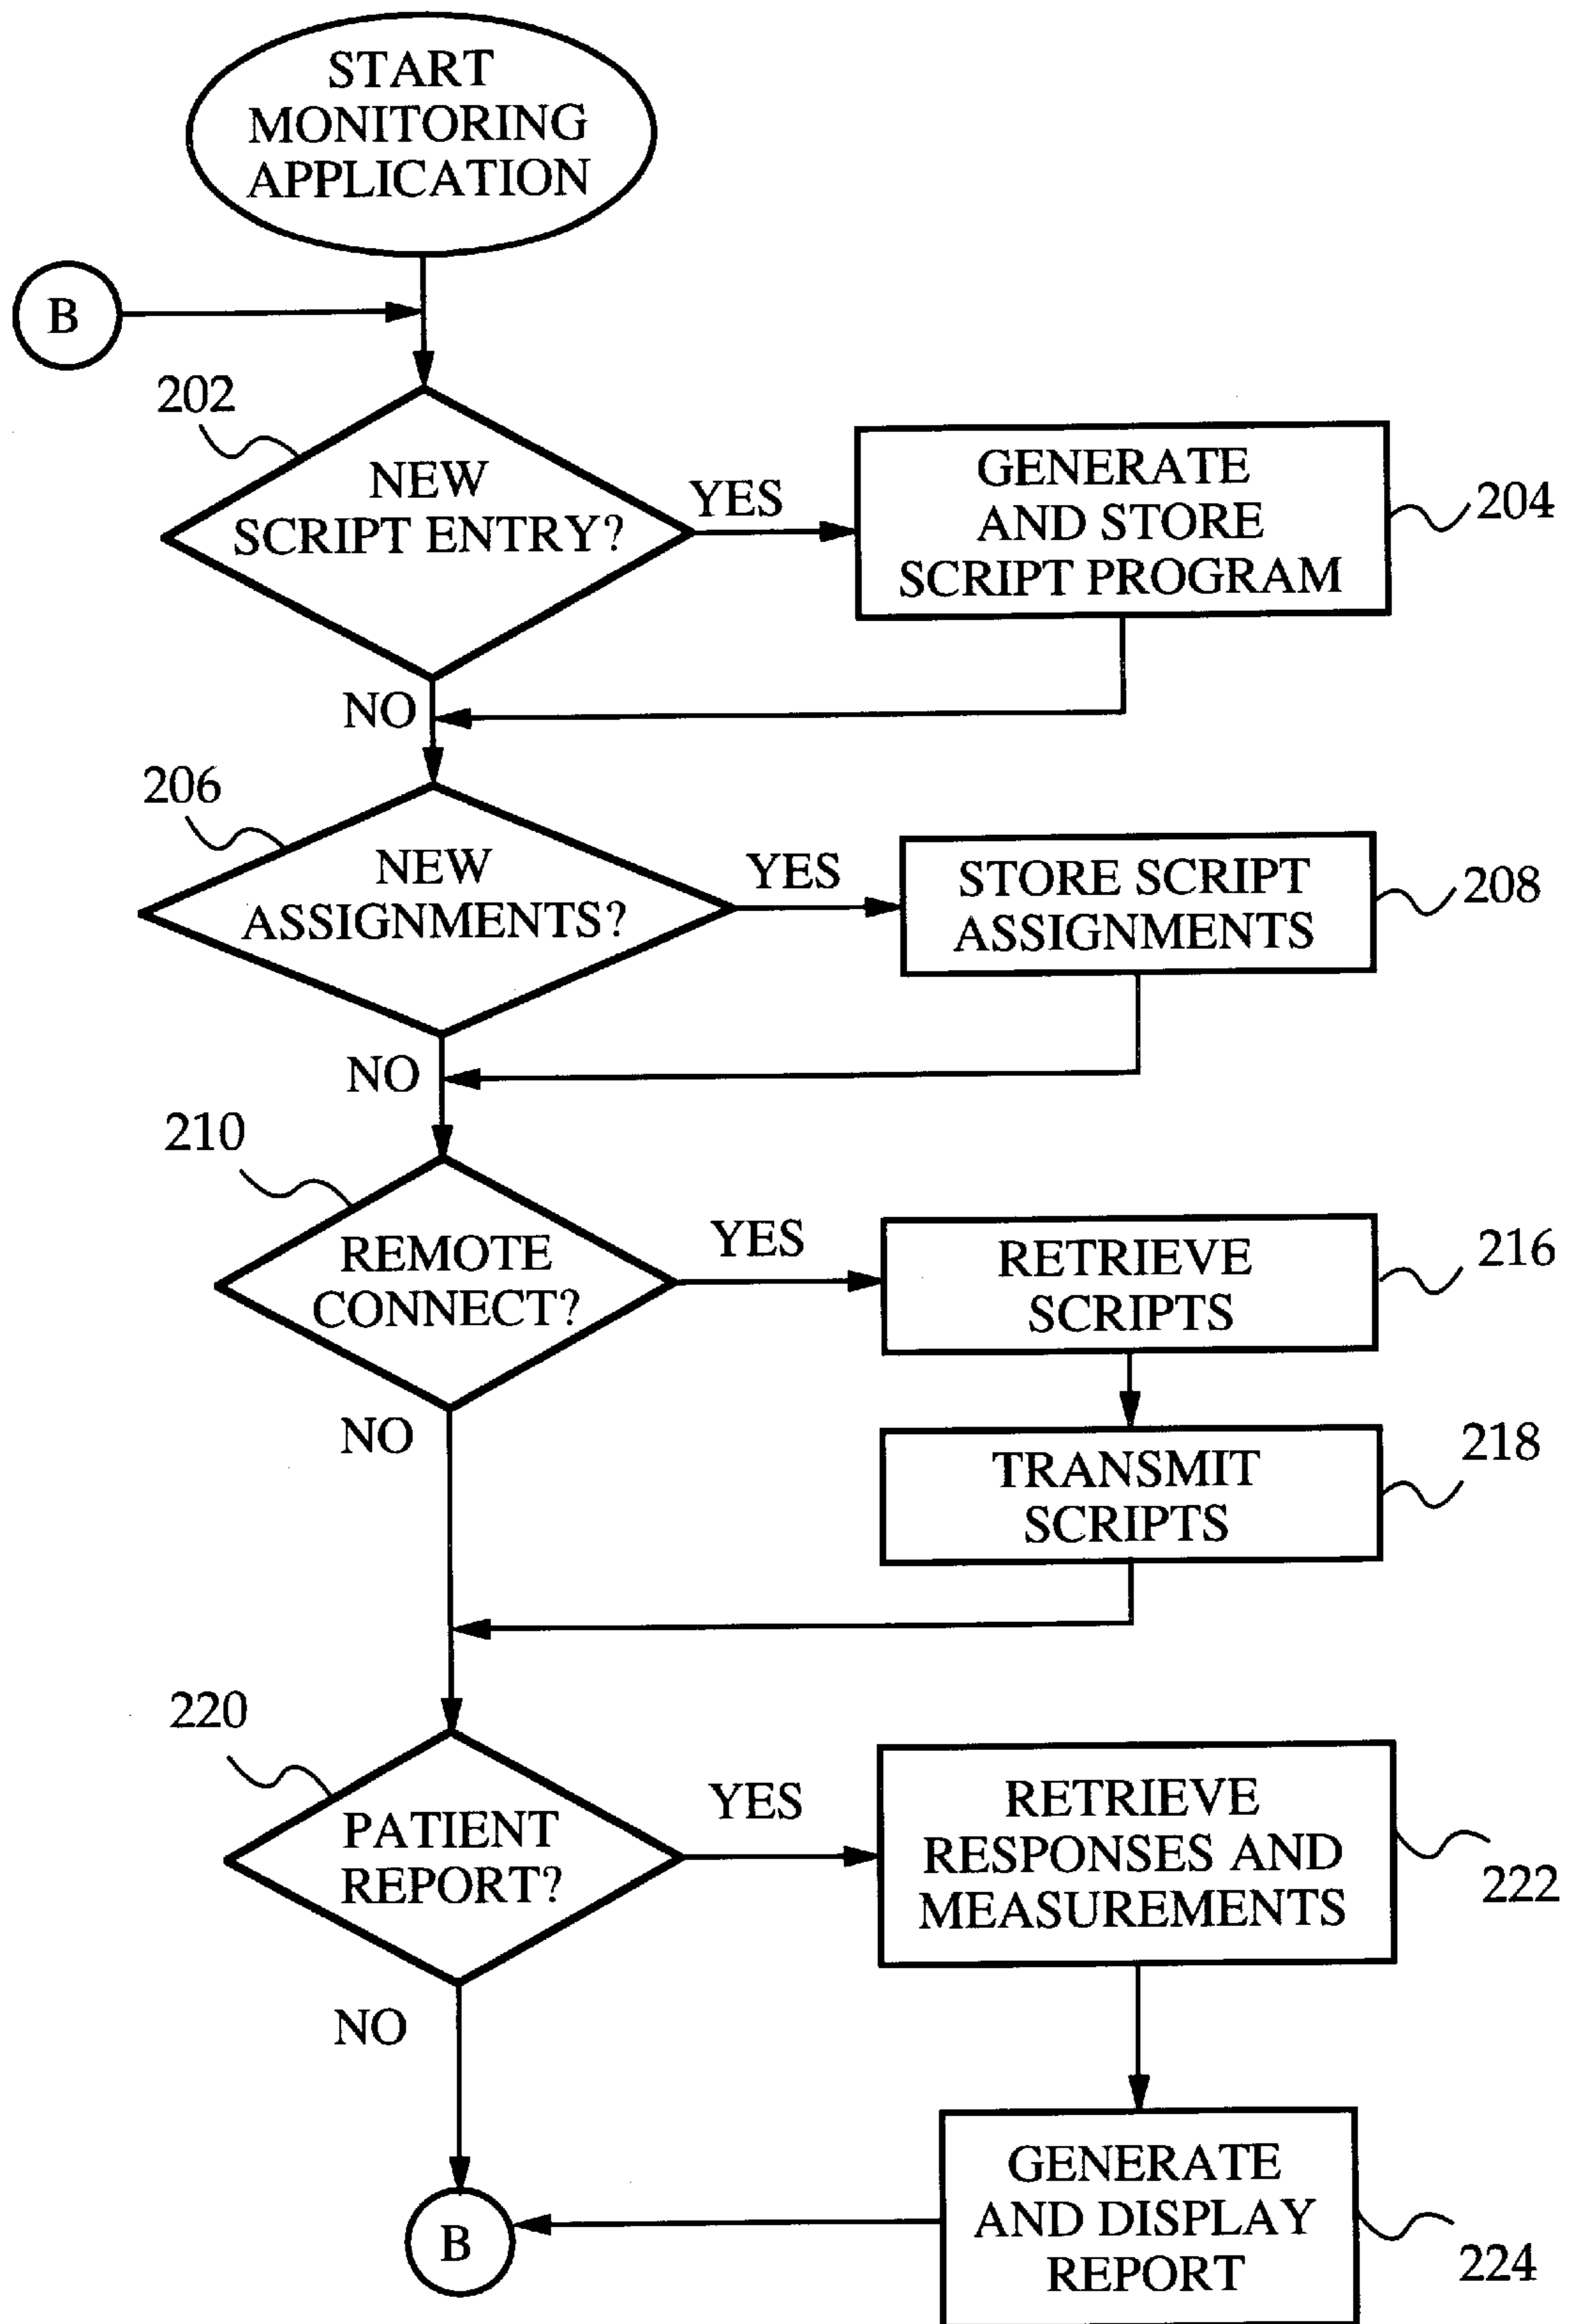 START
MONITORING
APPLICATION
B
202
NEW
SCRIPT ENTRY?
YES
GENERATE
AND STORE
SCRIPT PROGRAM
204
NO
206
NEW
ASSIGNMENTS?
YES
STORE SCRIPT
ASSIGNMENTS
208
NO
210
REMOTE
CONNECT?
YES
RETRIEVE
SCRIPTS
216
NO
TRANSMIT
SCRIPTS
218
220
PATIENT
REPORT?
YES
RETRIEVE
RESPONSES AND
MEASUREMENTS
222
NO
B
GENERATE
AND DISPLAY
REPORT
224